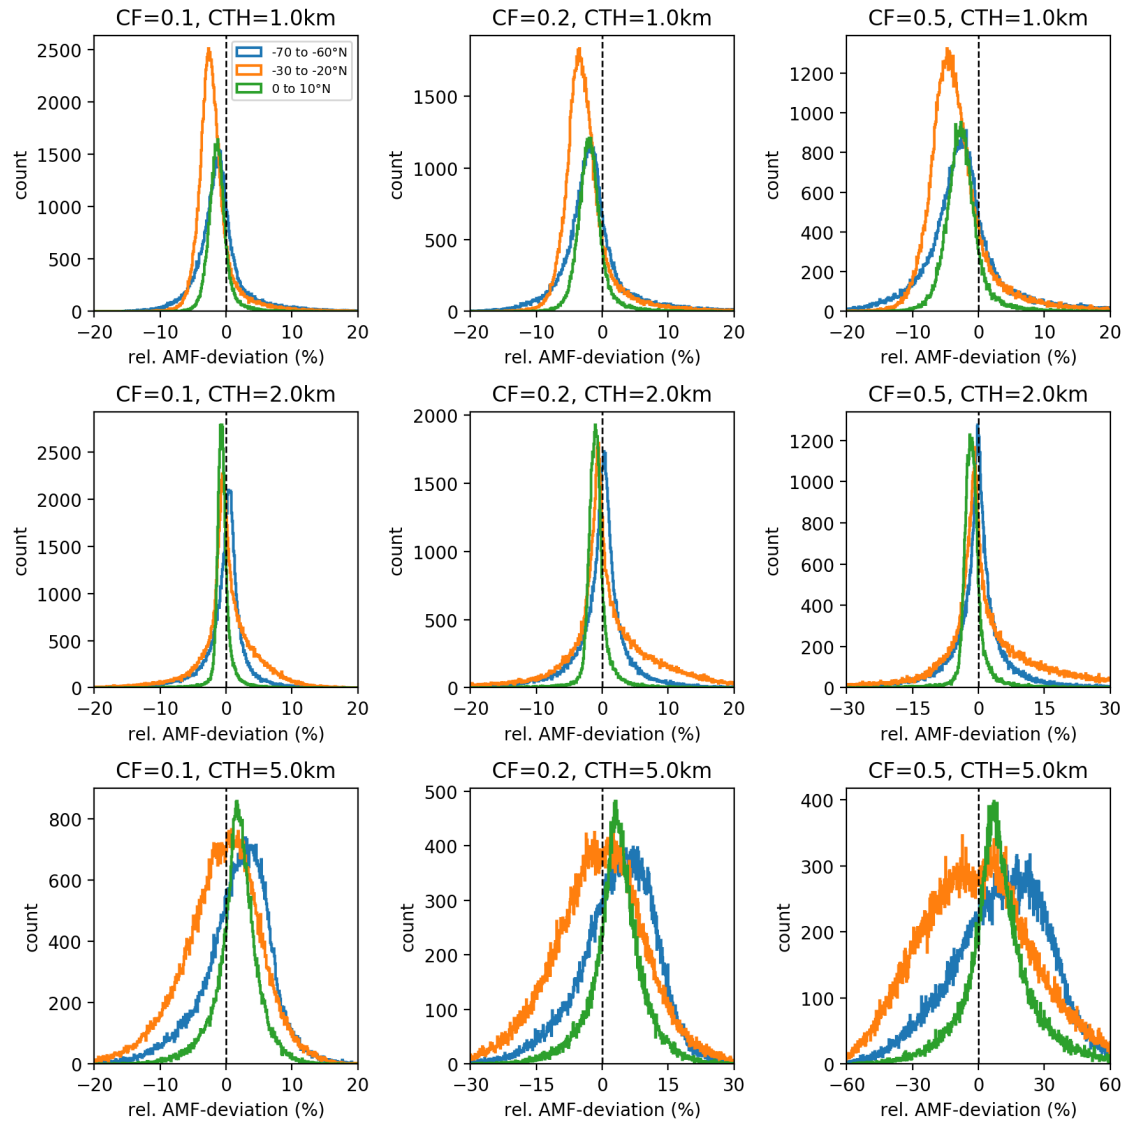 CF=0.1, CTH=1.0km
CF=0.2, CTH=1.0km
CF=0.5, CTH=1.0km
2500
2000
1500
1000
500
0
count
-70 to -60°N
-30 to -20°N
0 to 10°N
−20 −10 0 10 20
rel. AMF-deviation (%)
1500
1000
500
0
count
−20 −10 0 10 20
rel. AMF-deviation (%)
1200
1000
800
600
400
200
0
count
−20 −10 0 10 20
rel. AMF-deviation (%)
CF=0.1, CTH=2.0km
CF=0.2, CTH=2.0km
CF=0.5, CTH=2.0km
2500
2000
1500
1000
500
0
count
−20 −10 0 10 20
rel. AMF-deviation (%)
2000
1500
1000
500
0
count
−20 −10 0 10 20
rel. AMF-deviation (%)
1200
1000
800
600
400
200
0
count
−30 −15 0 15 30
rel. AMF-deviation (%)
CF=0.1, CTH=5.0km
CF=0.2, CTH=5.0km
CF=0.5, CTH=5.0km
800
600
400
200
0
count
−20 −10 0 10 20
rel. AMF-deviation (%)
500
400
300
200
100
0
count
−30 −15 0 15 30
rel. AMF-deviation (%)
400
300
200
100
0
count
−60 −30 0 30 60
rel. AMF-deviation (%)